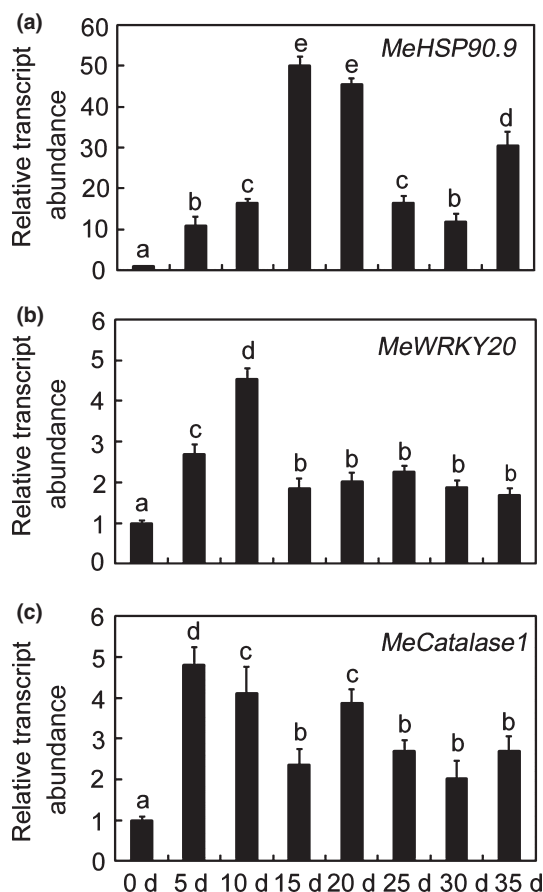 (a)
MeHSP90.9
Relative transcript
abundance
60
50
40
30
20
10
0
a
b
c
e
e
c
b
d
(b)
MeWRKY20
Relative transcript
abundance
6
5
4
3
2
1
0
a
c
d
b
b
b
b
b
(c)
MeCatalase1
Relative transcript
abundance
6
5
4
3
2
1
0
a
d
c
b
c
b
b
b
0 d 5 d 10 d 15 d 20 d 25 d 30 d 35 d